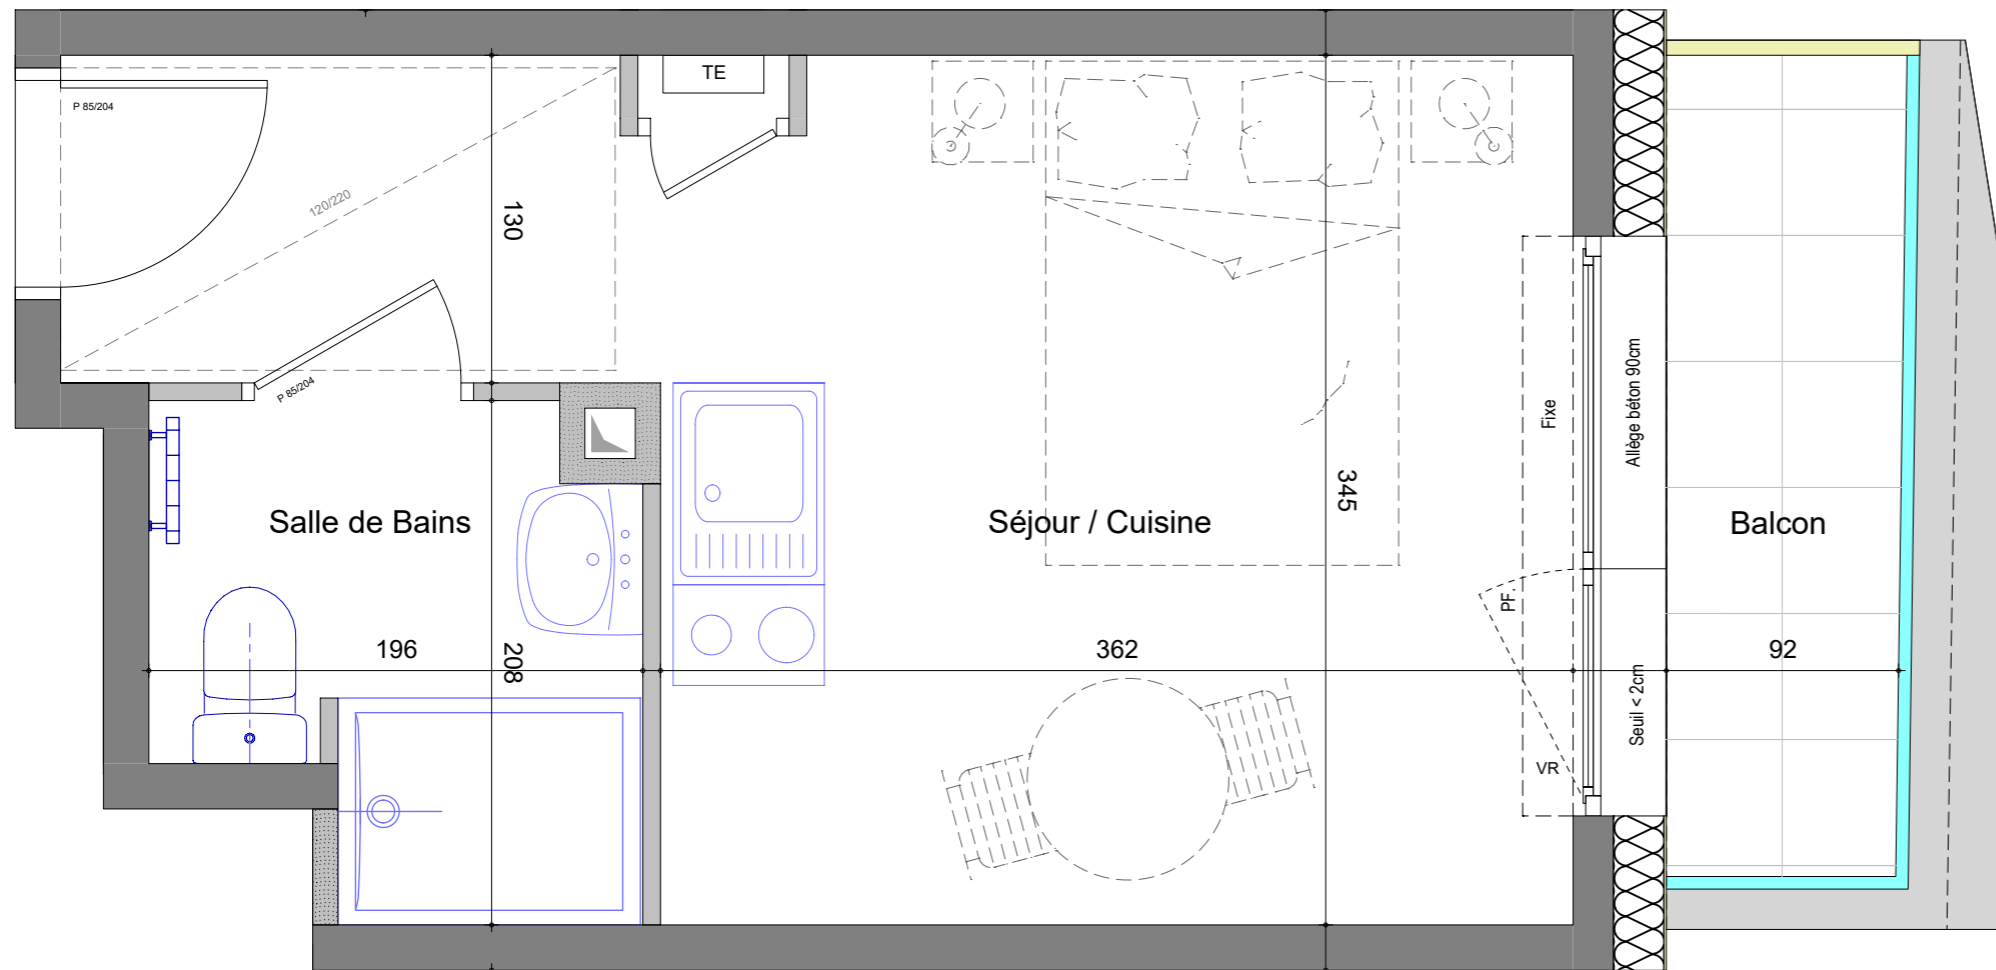 TE
P 85/204
120/220
130
P 85/204
345
Fixe
Allège béton 90cm
Salle de Bains
Séjour / Cuisine
Balcon
PF
196
208
362
92
Seuil < 2cm
VR